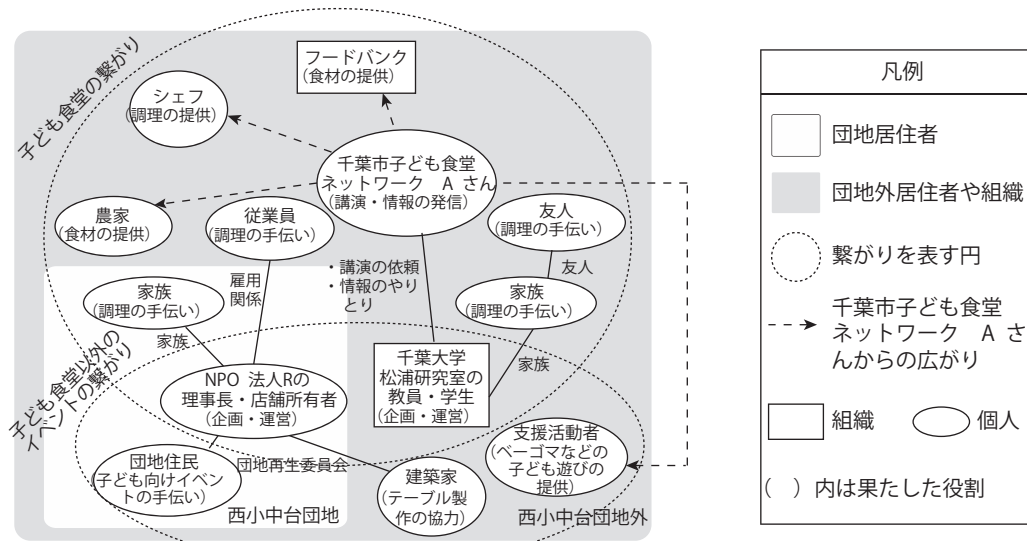 子ども食堂の繋がり
フードバンク
(食材の提供)
シェフ
(調理の提供)
千葉市子ども食堂
ネットワーク A さん
(講演・情報の発信)
農家
(食材の提供)
従業員
(調理の手伝い)
友人
(調理の手伝い)
・講演の依頼
・情報のやり
とり
雇用
関係
友人
家族
(調理の手伝い)
家族
(調理の手伝い)
家族
家族
子ども食堂以外の
イベントの繋がり
千葉大学
松浦研究室の
教員・学生
(企画・運営)
NPO 法人Rの
理事長・店舗所有者
(企画・運営)
支援活動者
(ベーゴマなどの
子ども遊びの
提供)
団地住民
(子ども向けイベ
ントの手伝い)
団地再生委員会
建築家
(テーブル製
作の協力)
西小中台団地
西小中台団地外
凡例
団地居住者
団地外居住者や組織
繋がりを表す円
千葉市子ども食堂
ネットワーク A さ
んからの広がり
組織
個人
( )内は果たした役割